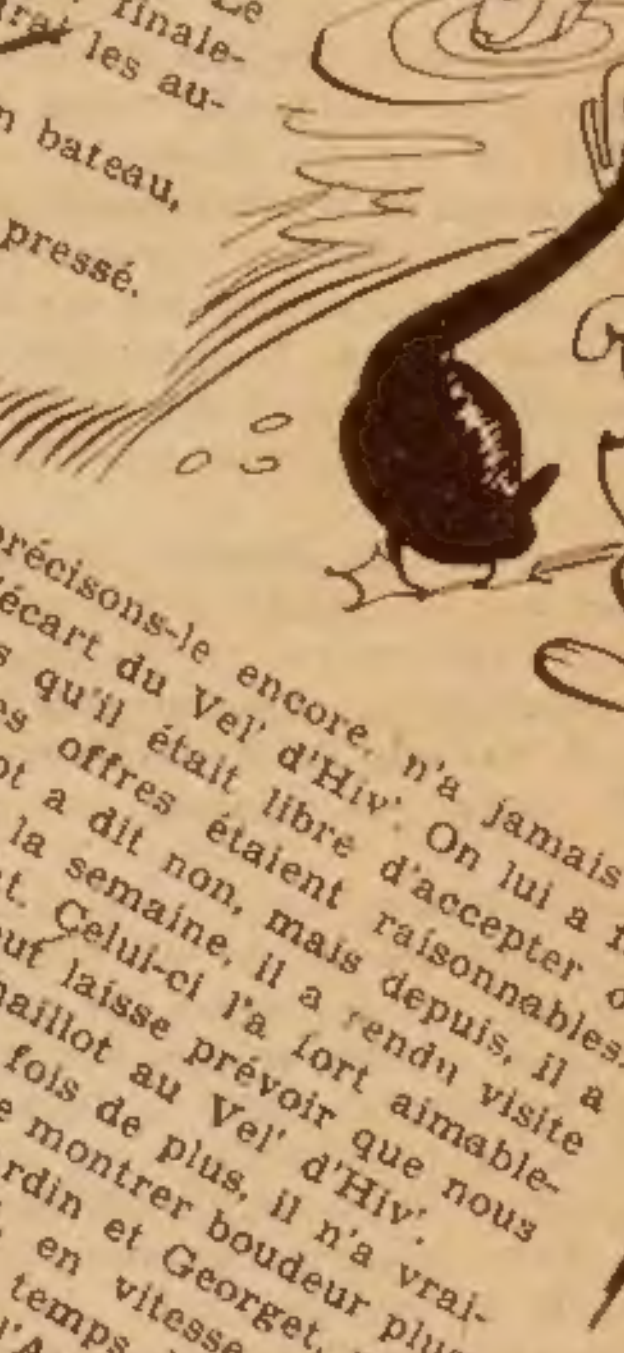 Le
finale-
les au-
bateau,
pressé.
précisons-le encore, n'a jamais
l'écart du Vel' d'Hiv'. On lui a
qu'il était libre d'accepter
offres étaient raisonnables.
a dit non, mais depuis, il a
la semaine, il a rendu visite
Celui-ci l'a fort aimable-
laisse prévoir que nous
maillot au Vel' d'Hiv'.
fois de plus, il n'a vrai-
montrer boudeur plus
et Georget,
en vitesse
temps